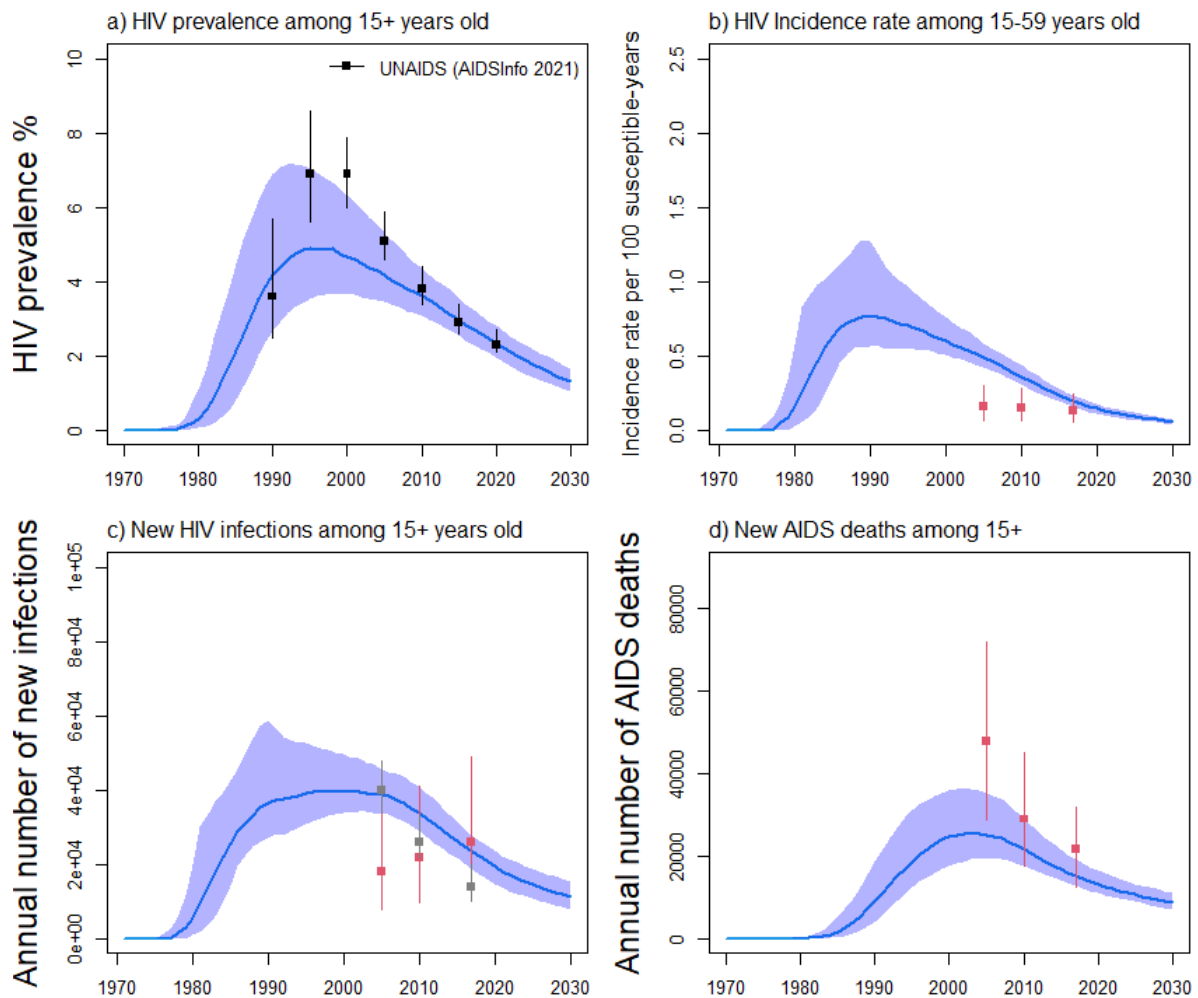 a) HIV prevalence among 15+ years old
HIV prevalence %
10
8
6
4
2
0
UNAIDS (AIDSInfo 2021)
1970 1980 1990 2000 2010 2020 2030
b) HIV Incidence rate among 15-59 years old
Incidence rate per 100 susceptible-years
2.5
2.0
1.5
1.0
0.5
0.0
1970 1980 1990 2000 2010 2020 2030
c) New HIV infections among 15+ years old
Annual number of new infections
1e+05
8e+04
6e+04
4e+04
2e+04
0e+00
1970 1980 1990 2000 2010 2020 2030
d) New AIDS deaths among 15+
Annual number of AIDS deaths
80000
60000
40000
20000
0
1970 1980 1990 2000 2010 2020 2030